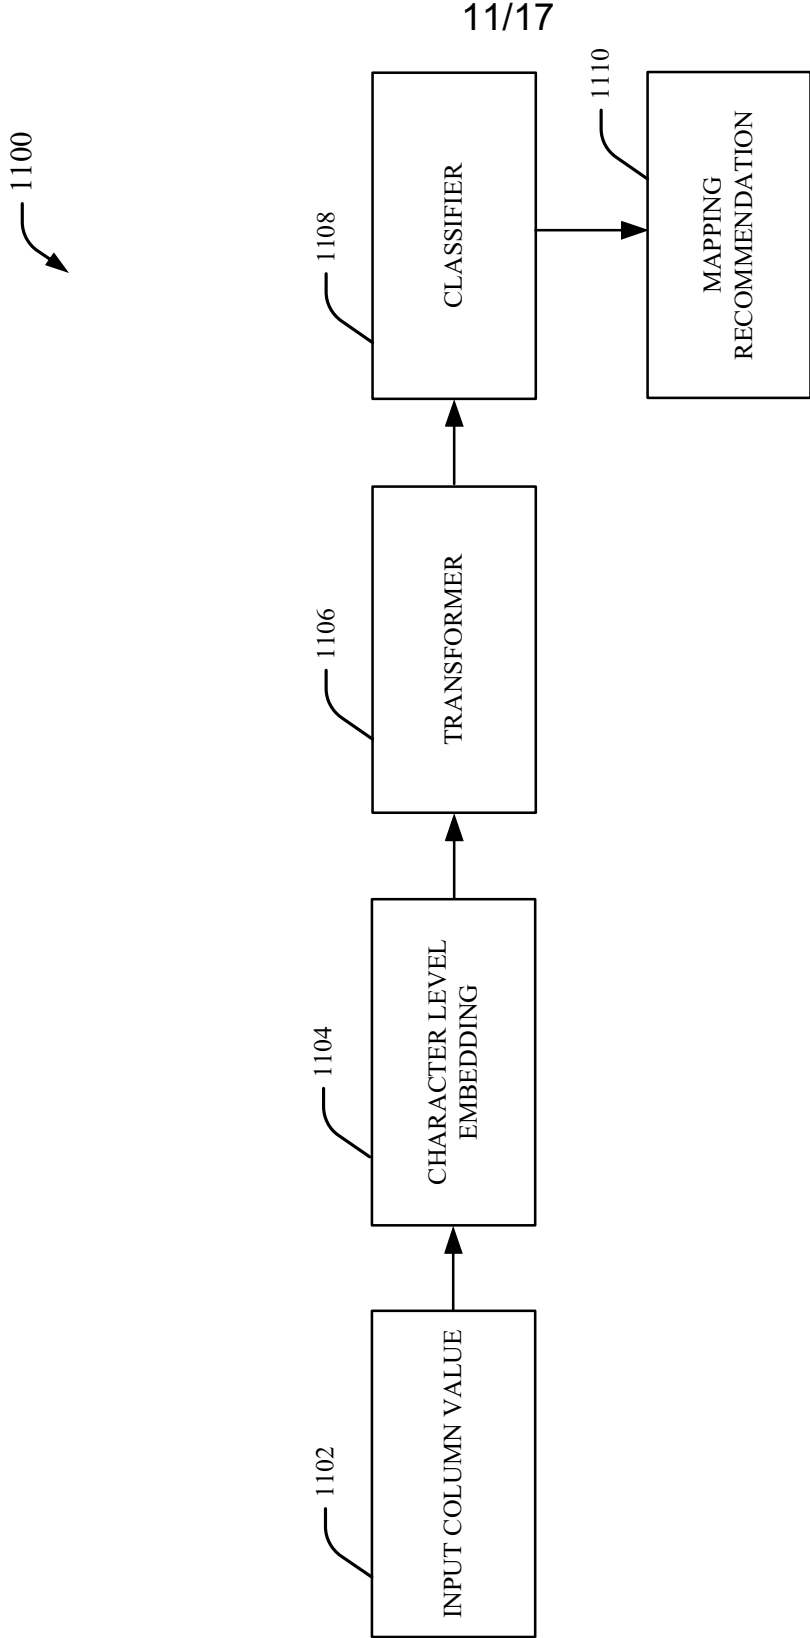 11/17
1100
1102
INPUT COLUMN VALUE
1104
CHARACTER LEVEL
EMBEDDING
1106
TRANSFORMER
1108
CLASSIFIER
1110
MAPPING
RECOMMENDATION